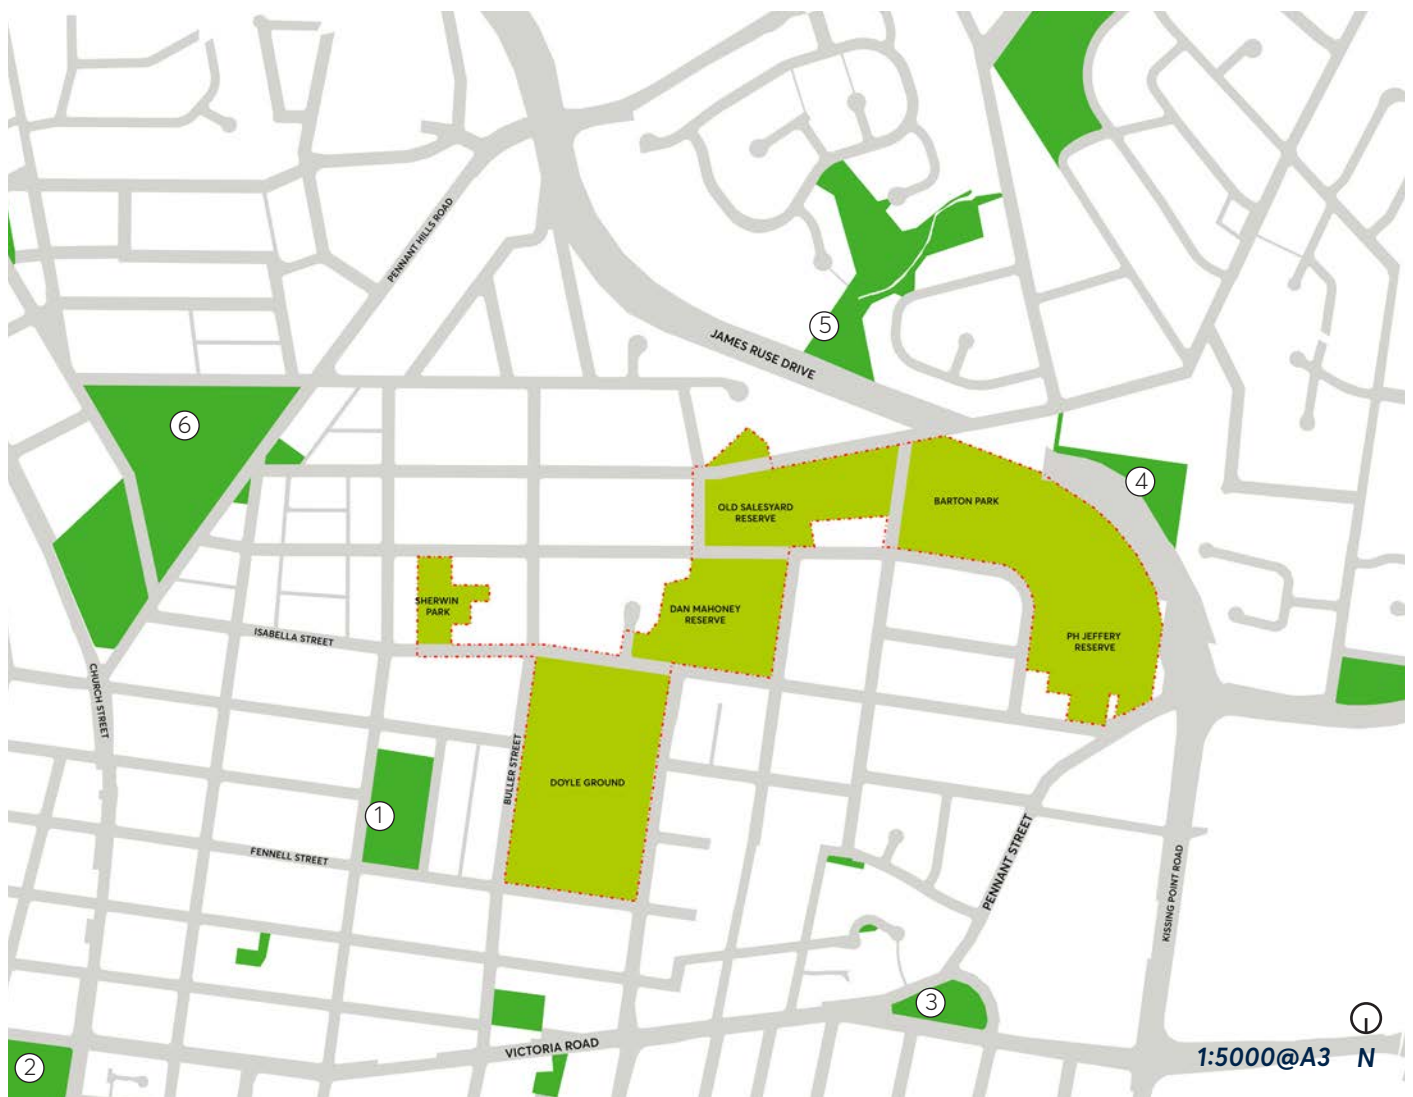 PENNANT HILLS ROAD
5
JAMES RUSE DRIVE
6
4
OLD SALESYARD
RESERVE
BARTON PARK
SHERWIN
PARK
DAN MAHONEY
RESERVE
ISABELLA STREET
PH JEFFERY
RESERVE
CHURCH STREET
BULLER STREET
DOYLE GROUND
1
FENNELL STREET
PENNANT STREET
KISSING POINT ROAD
3
VICTORIA ROAD
2
1:5000@A3 N